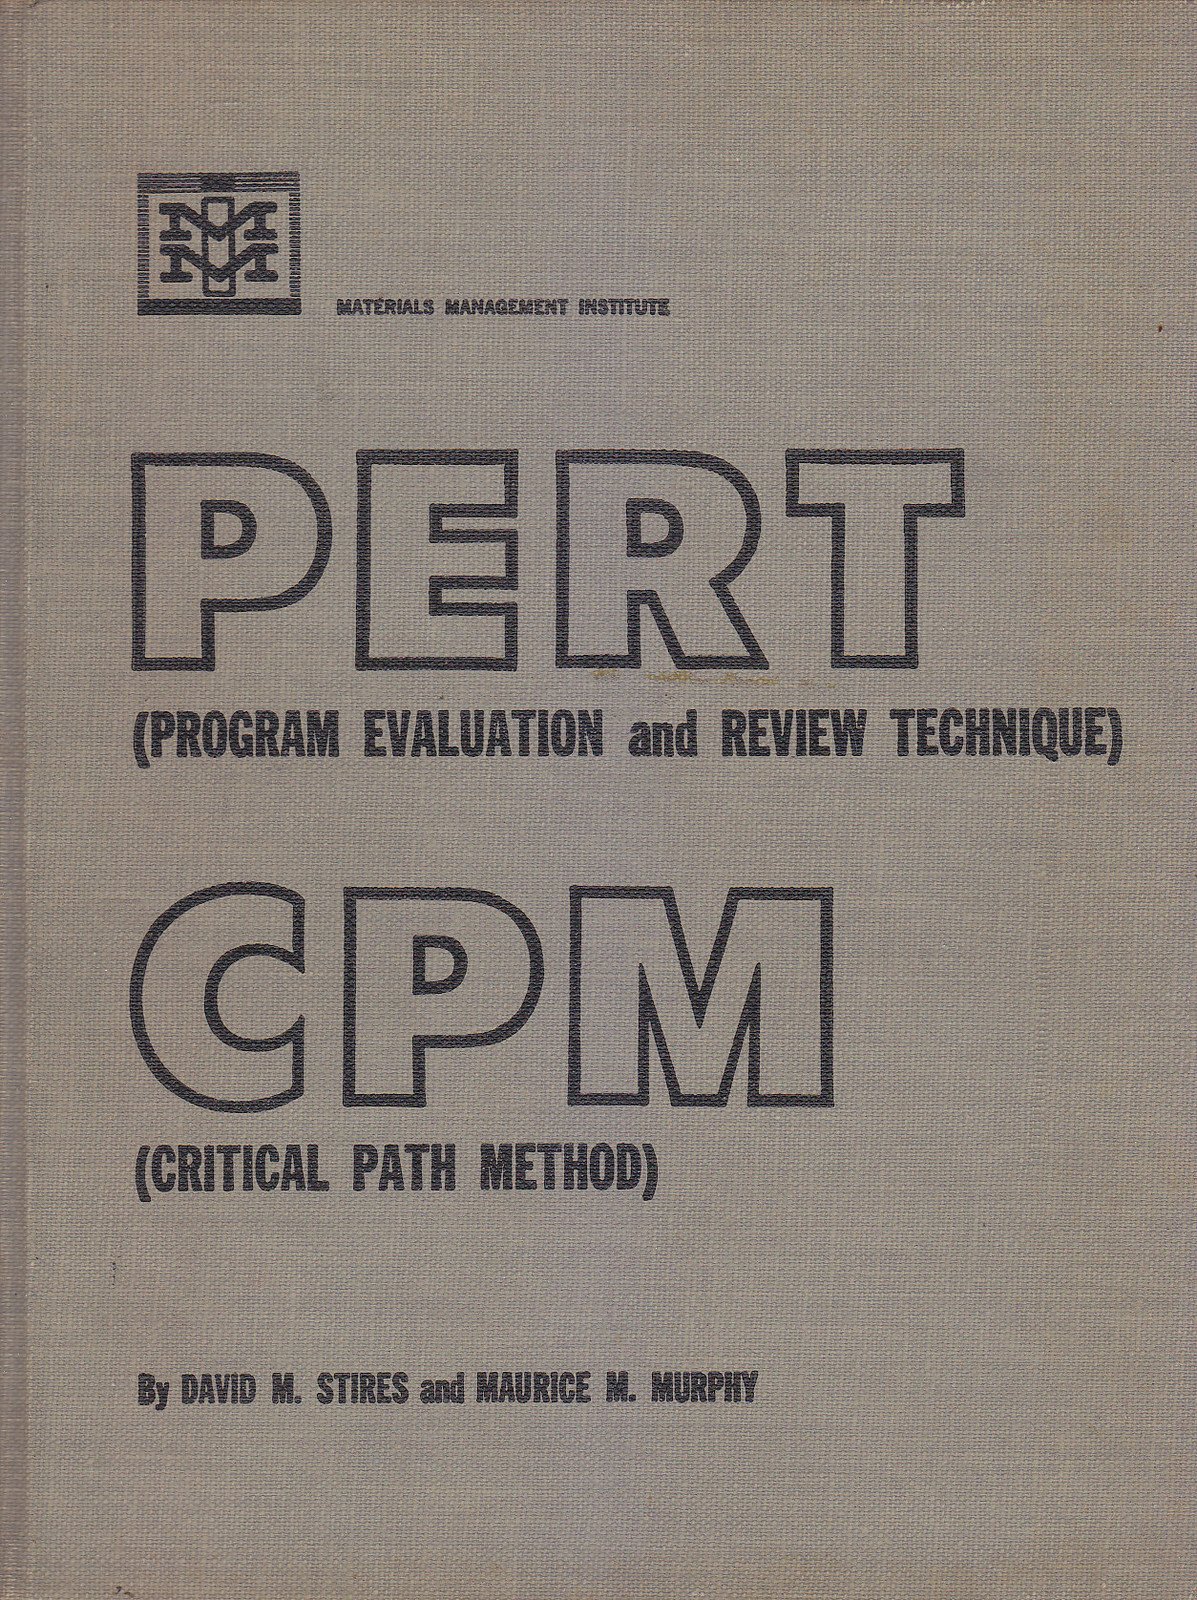 MIM
MATERIALS MANAGEMENT INSTITUTE
PERT
(PROGRAM EVALUATION and REVIEW TECHNIQUE)
CPM
(CRITICAL PATH METHOD)
By DAVID M. STIRES and MAURICE M. MURPHY